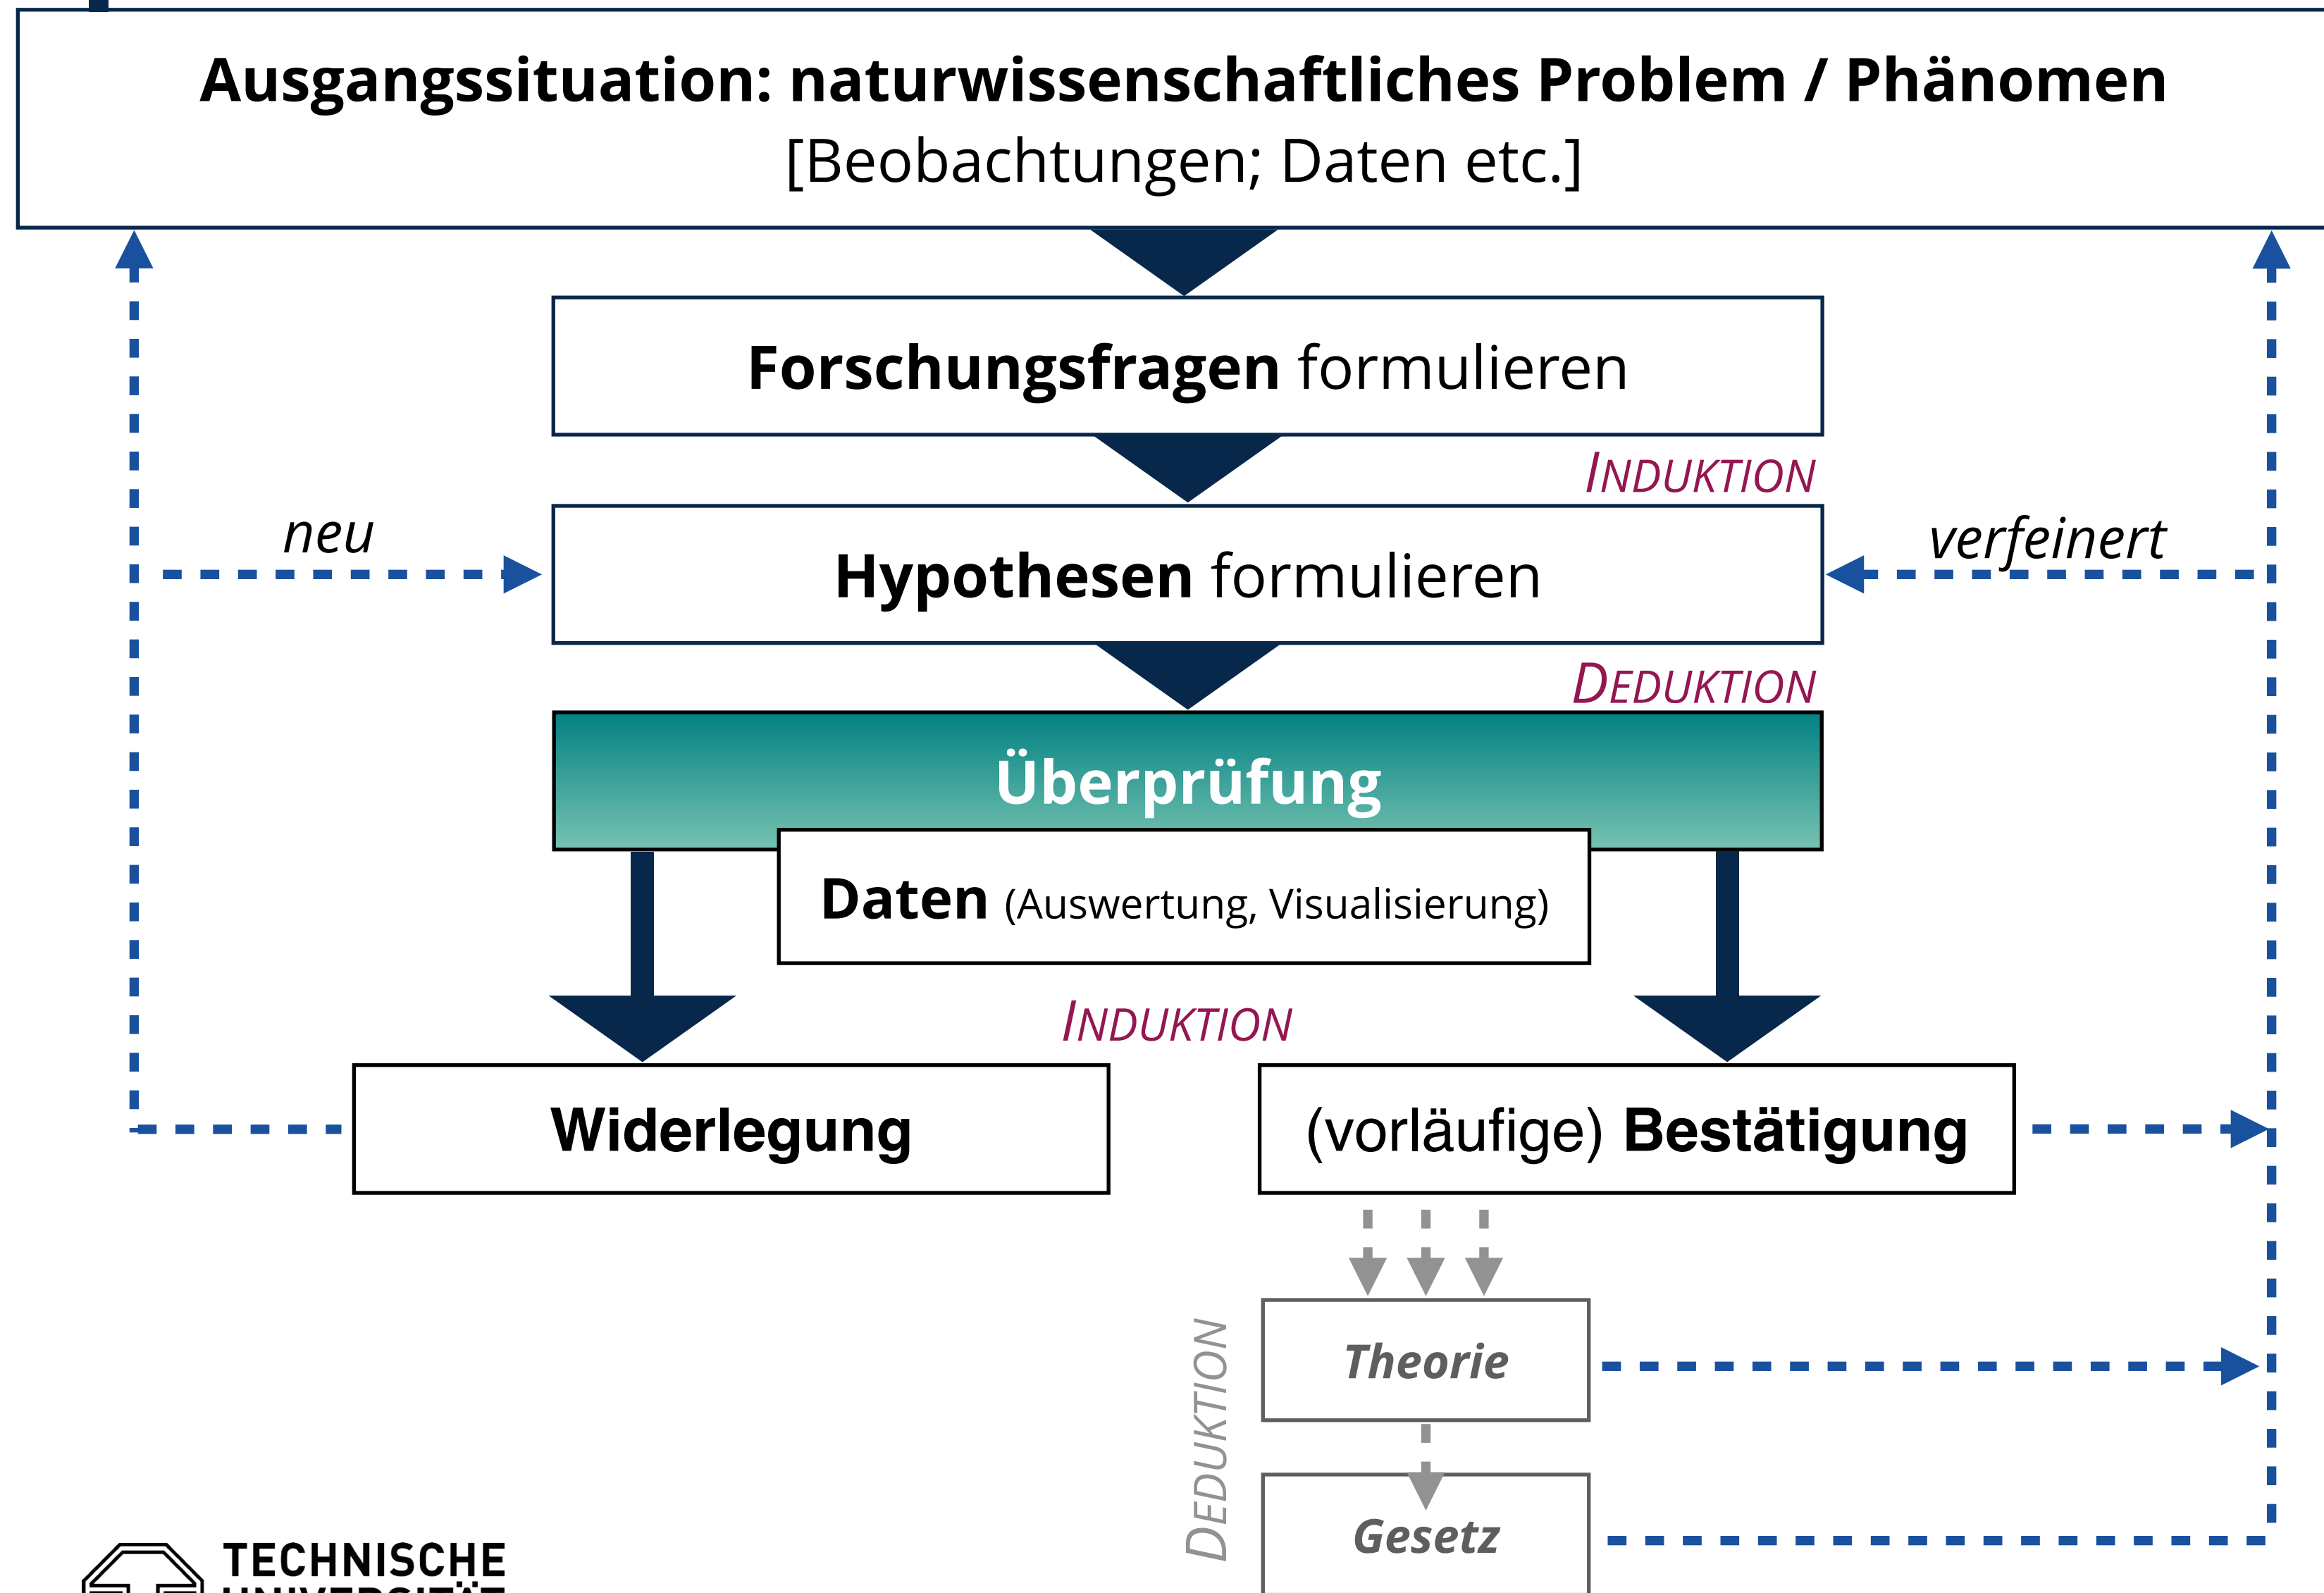 Ausgangssituation: naturwissenschaftliches Problem / Phänomen
[Beobachtungen; Daten etc.]
Forschungsfragen formulieren
INDUKTION
neu
verfeinert
Hypothesen formulieren
DEDUKTION
Überprüfung
Daten (Auswertung, Visualisierung)
INDUKTION
Widerlegung
(vorläufige) Bestätigung
Theorie
DEDUKTION
Gesetz
TECHNISCHE
UNIVERSITÄT